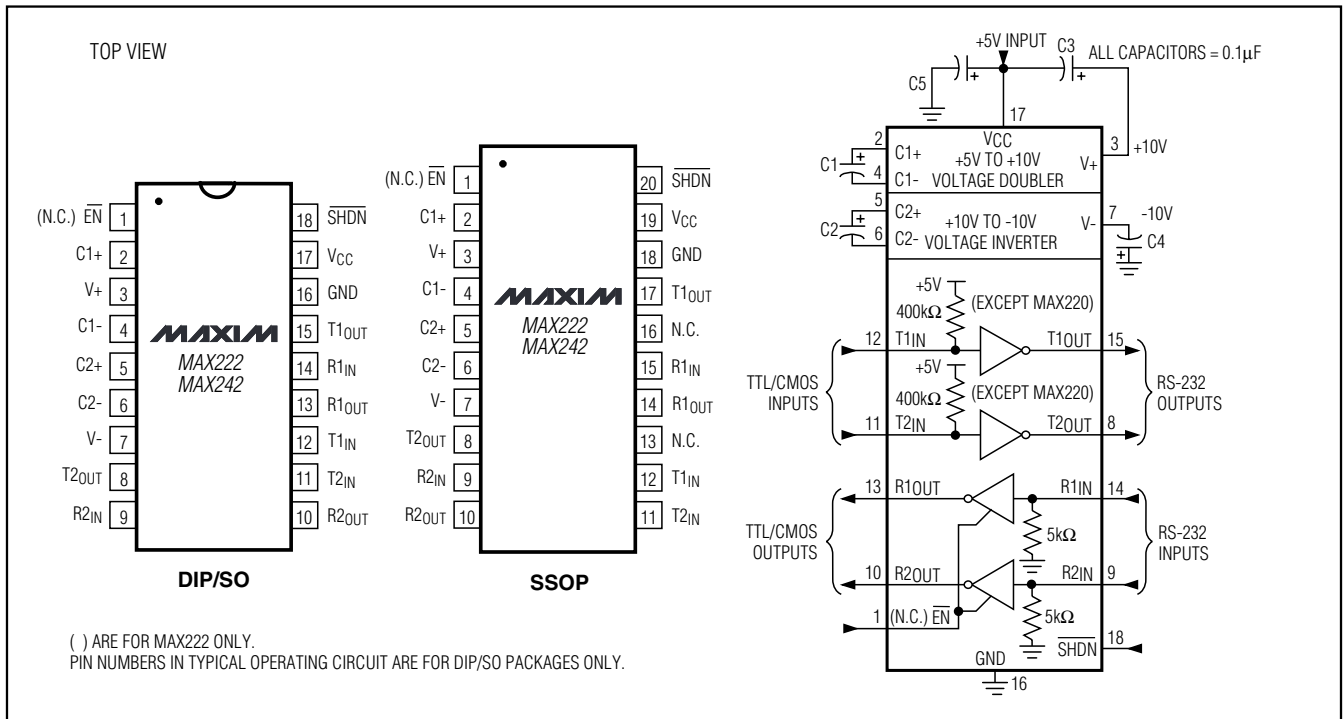 TOP VIEW
DIP/SO
(N.C.) EN 1
C1+ 2
V+ 3
C1- 4
C2+ 5
C2- 6
V- 7
T2OUT 8
R2IN 9
18 SHDN
17 VCC
16 GND
15 T1OUT
14 R1IN
13 R1OUT
12 T1IN
11 T2IN
10 R2OUT
MAXIM
MAX222
MAX242
SSOP
(N.C.) EN 1
C1+ 2
V+ 3
C1- 4
C2+ 5
C2- 6
V- 7
T2OUT 8
R2IN 9
R2OUT 10
20 SHDN
19 VCC
18 GND
17 T1OUT
16 N.C.
15 R1IN
14 R1OUT
13 N.C.
12 T1IN
11 T2IN
MAXIM
MAX222
MAX242
( ) ARE FOR MAX222 ONLY.
PIN NUMBERS IN TYPICAL OPERATING CIRCUIT ARE FOR DIP/SO PACKAGES ONLY.
+5V INPUT
C3
ALL CAPACITORS = 0.1µF
C5
+
+
17
VCC
2
C1+
C1
+
4
C1-
+5V TO +10V
VOLTAGE DOUBLER
V+
3
+10V
5
C2+
C2
+
6
C2-
+10V TO -10V
VOLTAGE INVERTER
V-
7
-10V
C4
+
+5V
400kΩ
(EXCEPT MAX220)
12 T1IN
T1OUT 15
+5V
400kΩ
(EXCEPT MAX220)
11 T2IN
T2OUT 8
TTL/CMOS
INPUTS
RS-232
OUTPUTS
13 R1OUT
R1IN 14
5kΩ
10 R2OUT
R2IN 9
5kΩ
TTL/CMOS
OUTPUTS
RS-232
INPUTS
1 (N.C.) EN
SHDN 18
GND
16